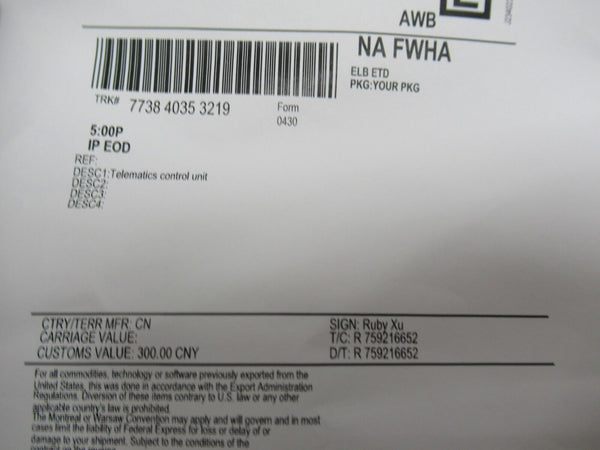 AWB
NA FWHA
ELB ETD
PKG:YOUR PKG
TRK# 7738 4035 3219
Form
0430
5:00P
IP EOD
REF:
DESC1:Telematics control unit
DESC2:
DESC3:
DESC4:
CTRY/TERR MFR: CN
CARRIAGE VALUE:
CUSTOMS VALUE: 300.00 CNY
SIGN: Ruby Xu
T/C: R 759216652
D/T: R 759216652
For all commodities, technology or software previously exported from the
United States, this was done in accordance with the Export Administration
Regulations. Diversion of these items contrary to U.S. law or any other
applicable country's law is prohibited.
The Montreal or Warsaw Convention may apply and will govern and in most
cases limit the liability of Federal Express for loss or delay of or
damage to your shipment. Subject to the conditions of the